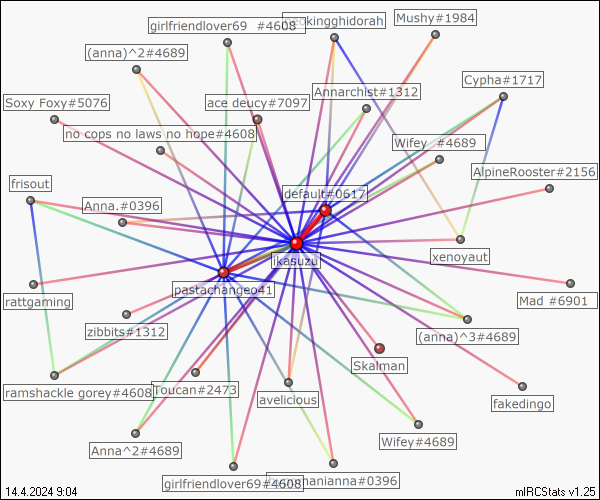 girlfriendlover69 #4608
Mushy#1984
(anna)^2#4689
Cypha#1717
Annarchist#1312
Soxy Foxy#5076
ace deucy#7097
no cops no laws no hope#4608
Wifey #4689
AlpineRooster#2156
frisout
default#0617
Anna.#0396
xenoyaut
ikasuzu
pastachangeo41
rattgaming
Mad #6901
zibbits#1312
(anna)^3#4689
Skalman
ramshackle gorey#4608
Toucan#2473
avelicious
fakedingo
Anna^2#4689
Wifey#4689
girlfriendlover69#4608
14.4.2024 9:04
mIRCStats v1.25